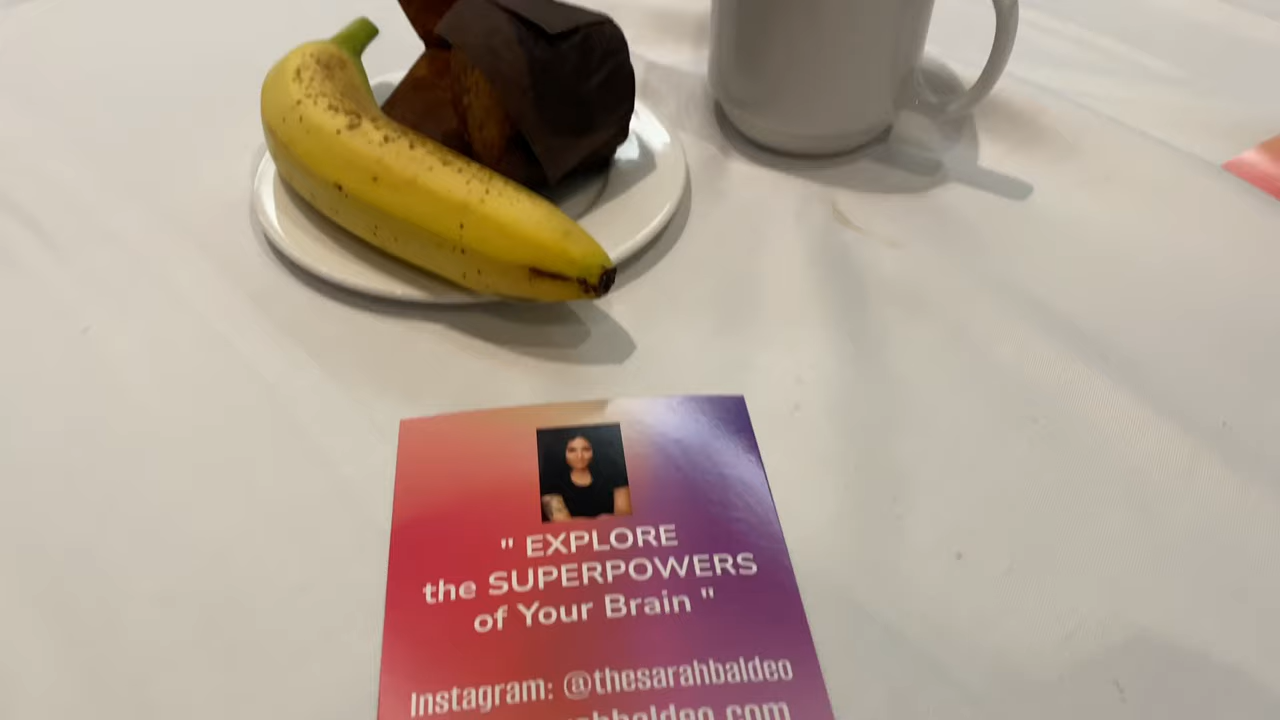 " EXPLORE
the SUPERPOWERS
of Your Brain "
Instagram: @thesarahbaldeo